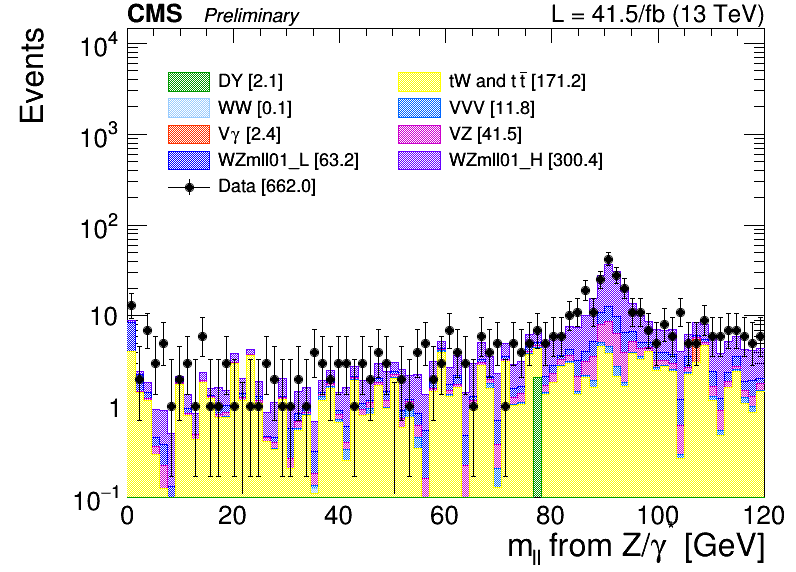 CMS Preliminary L = 41.5/fb (13 TeV)
Events
10⁴
10³
10²
10
1
10⁻¹
DY [2.1] tW and tt̅ [171.2]
WW [0.1] VVV [11.8]
Vγ [2.4] VZ [41.5]
WZmll01_L [63.2] WZmll01_H [300.4]
Data [662.0]
0 20 40 60 80 100 120
m_ll from Z/γ* [GeV]